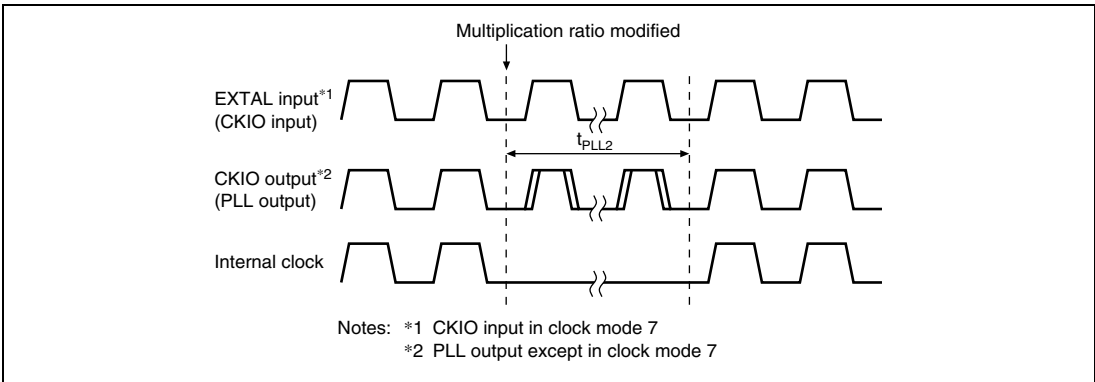 Multiplication ratio modified
EXTAL input*1
(CKIO input)
tPLL2
CKIO output*2
(PLL output)
Internal clock
Notes: *1 CKIO input in clock mode 7
*2 PLL output except in clock mode 7